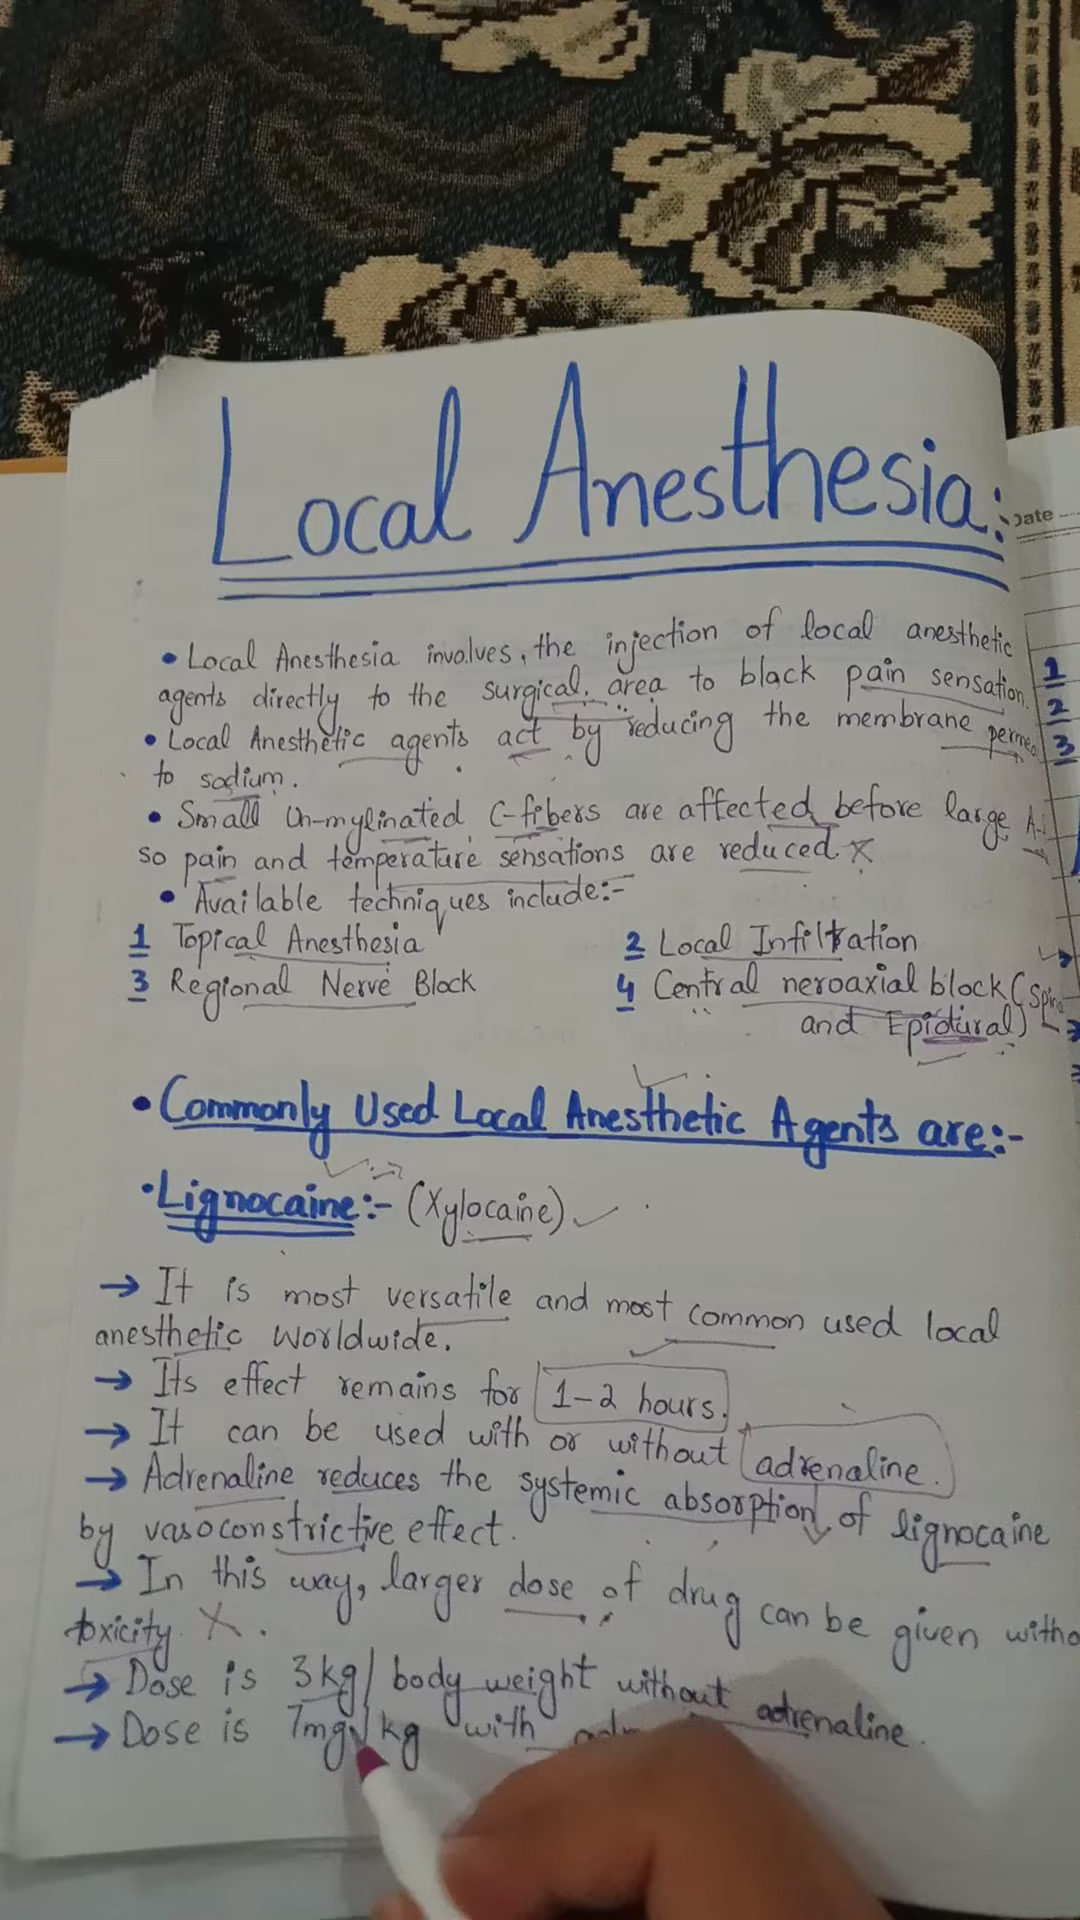 Local Anesthesia:
Date
• Local Anesthesia involves, the injection of local anesthetic
agents directly to the surgical area to black pain sensation.
• Local Anesthetic agents act by reducing the membrane
to sodium.
• Small Un-mylinated C-fibers are affected before large A-
so pain and temperature sensations are reduced.
• Available techniques include:-
1 Topical Anesthesia 2 Local Infiltration
3 Regional Nerve Block 4 Central neroaxial block (
and Epidural)
• Commonly Used Local Anesthetic Agents are:-
• Lignocaine:- (Xylocaine)
→ It is most versatile and most common used local
anesthetic worldwide.
→ Its effect remains for 1-2 hours.
→ It can be used with or without adrenaline.
→ Adrenaline reduces the systemic absorption of lignocaine
by vasoconstrictive effect.
→ In this way, larger dose of drug can be given
toxicity.
→ Dose is 3kg/body weight without adrenaline
→ Dose is 7mg/kg with
1
2
3